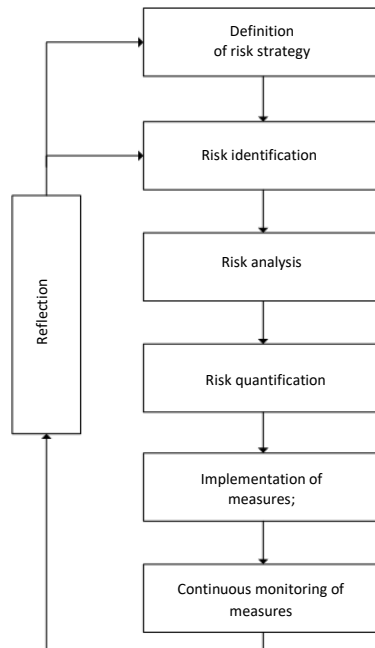 Definition
of risk strategy
Risk identification
Risk analysis
Reflection
Risk quantification
Implementation of
measures;
Continuous monitoring of
measures